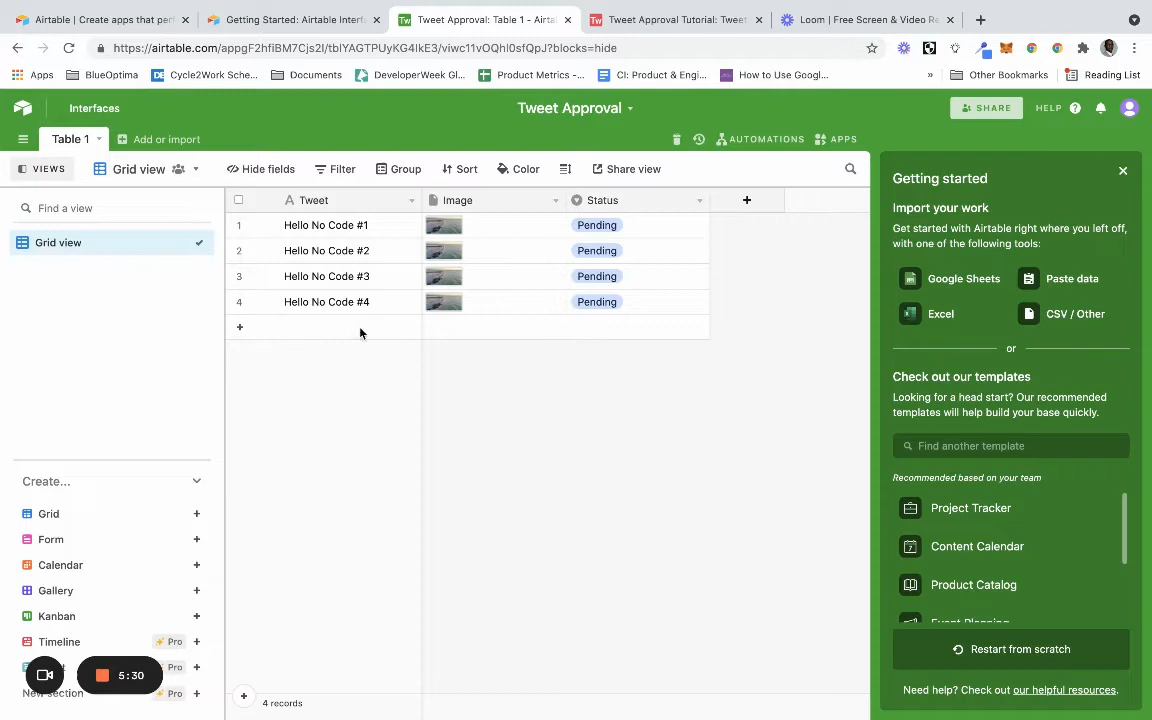 Airtable | Create apps that perf
Getting Started: Airtable Interfa
Tweet Approval: Table 1 - Airta
Tweet Approval Tutorial: Tweet
Loom | Free Screen & Video Re
https://airtable.com/appgF2hfiBM7Cjs2l/tblYAGTPUyKG4lkE3/viwc11vOQhl0sfQpJ?blocks=hide
Apps
BlueOptima
Cycle2Work Sche...
Documents
DeveloperWeek Gl...
Product Metrics -...
CI: Product & Engi...
How to Use Googl...
»
Other Bookmarks
Reading List
Interfaces
Tweet Approval
SHARE
HELP
Table 1
Add or import
AUTOMATIONS
APPS
VIEWS
Grid view
Hide fields
Filter
Group
Sort
Color
Share view
Find a view
Grid view
Tweet
Image
Status
1 Hello No Code #1 Pending
2 Hello No Code #2 Pending
3 Hello No Code #3 Pending
4 Hello No Code #4 Pending
Create...
Grid
Form
Calendar
Gallery
Kanban
Timeline
Pro
Pro
New section
Pro
5:30
4 records
Getting started
Import your work
Get started with Airtable right where you left off,
with one of the following tools:
Google Sheets
Paste data
Excel
CSV / Other
or
Check out our templates
Looking for a head start? Our recommended
templates will help build your base quickly.
Find another template
Recommended based on your team
Project Tracker
Content Calendar
Product Catalog
Event Planning
Restart from scratch
Need help? Check out our helpful resources.